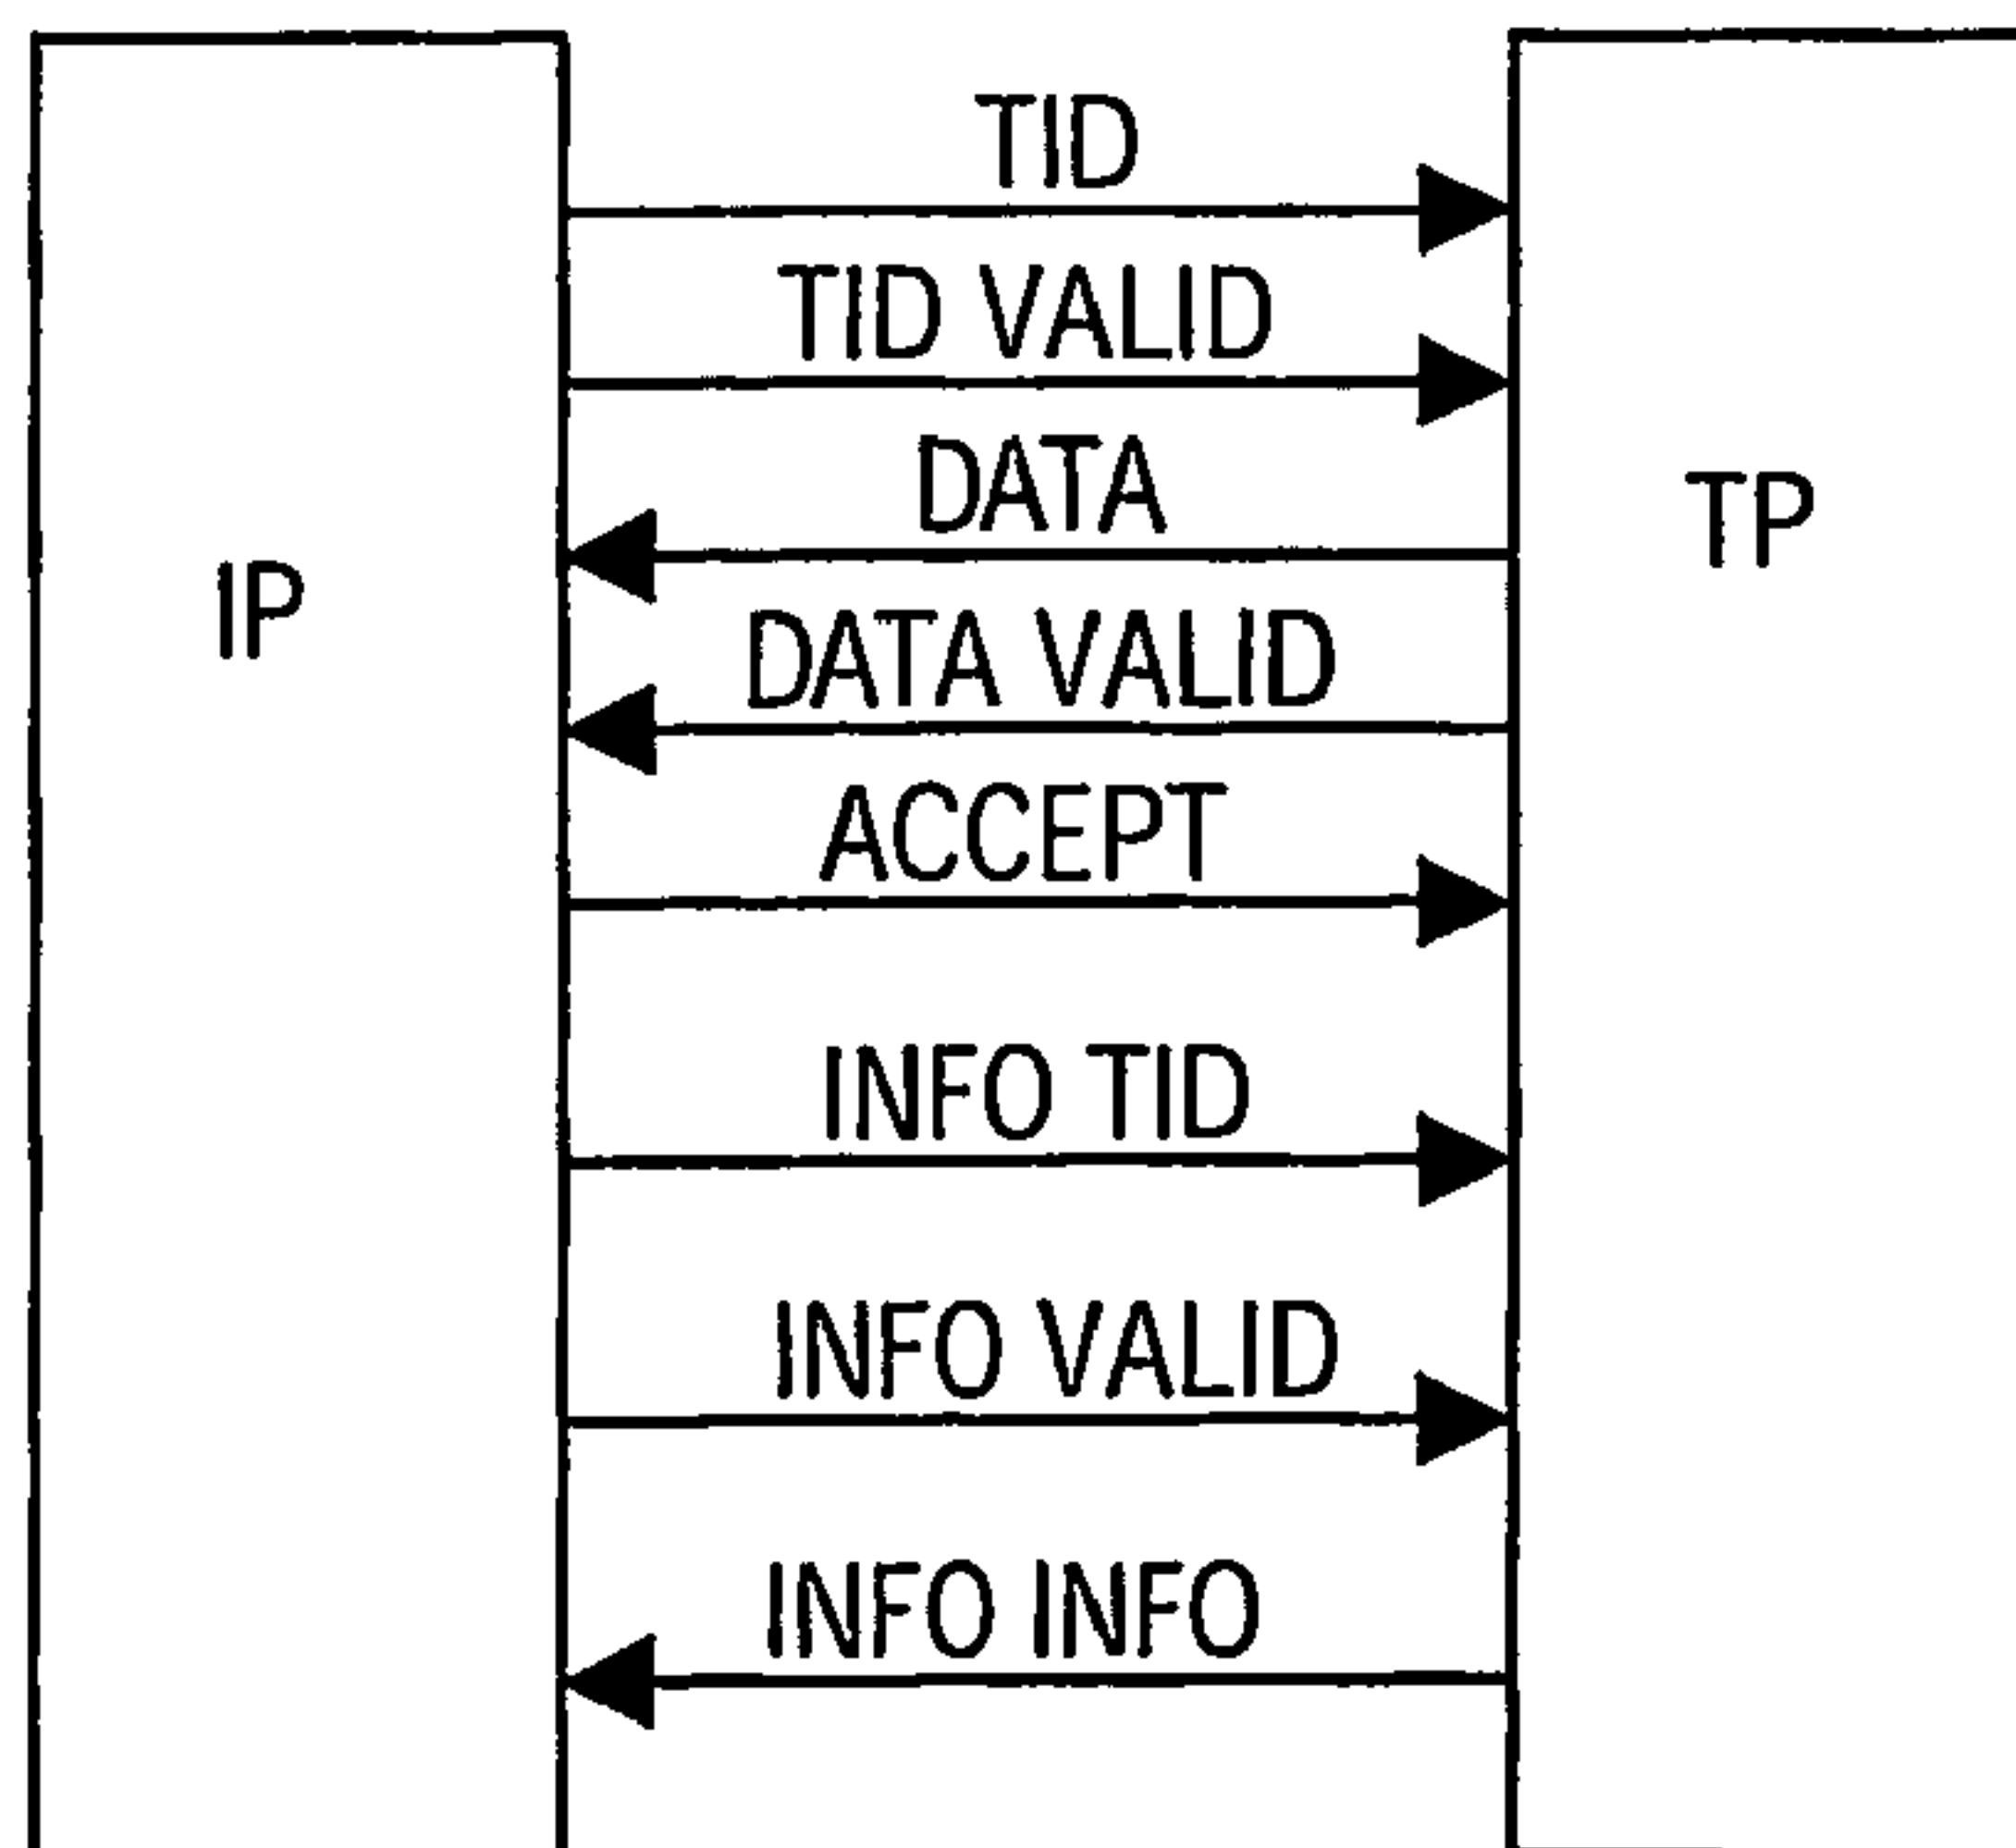 TID
TID VALID
DATA
TP
IP
DATA VALID
ACCEPT
INFO TID
INFO VALID
INFO INFO